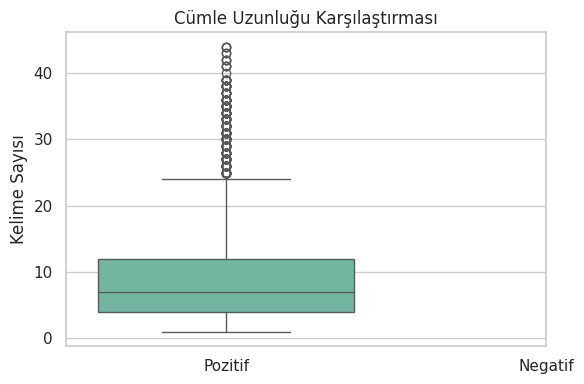 Cümle Uzunluğu Karşılaştırması
Kelime Sayısı
40
30
20
10
0
Pozitif Negatif